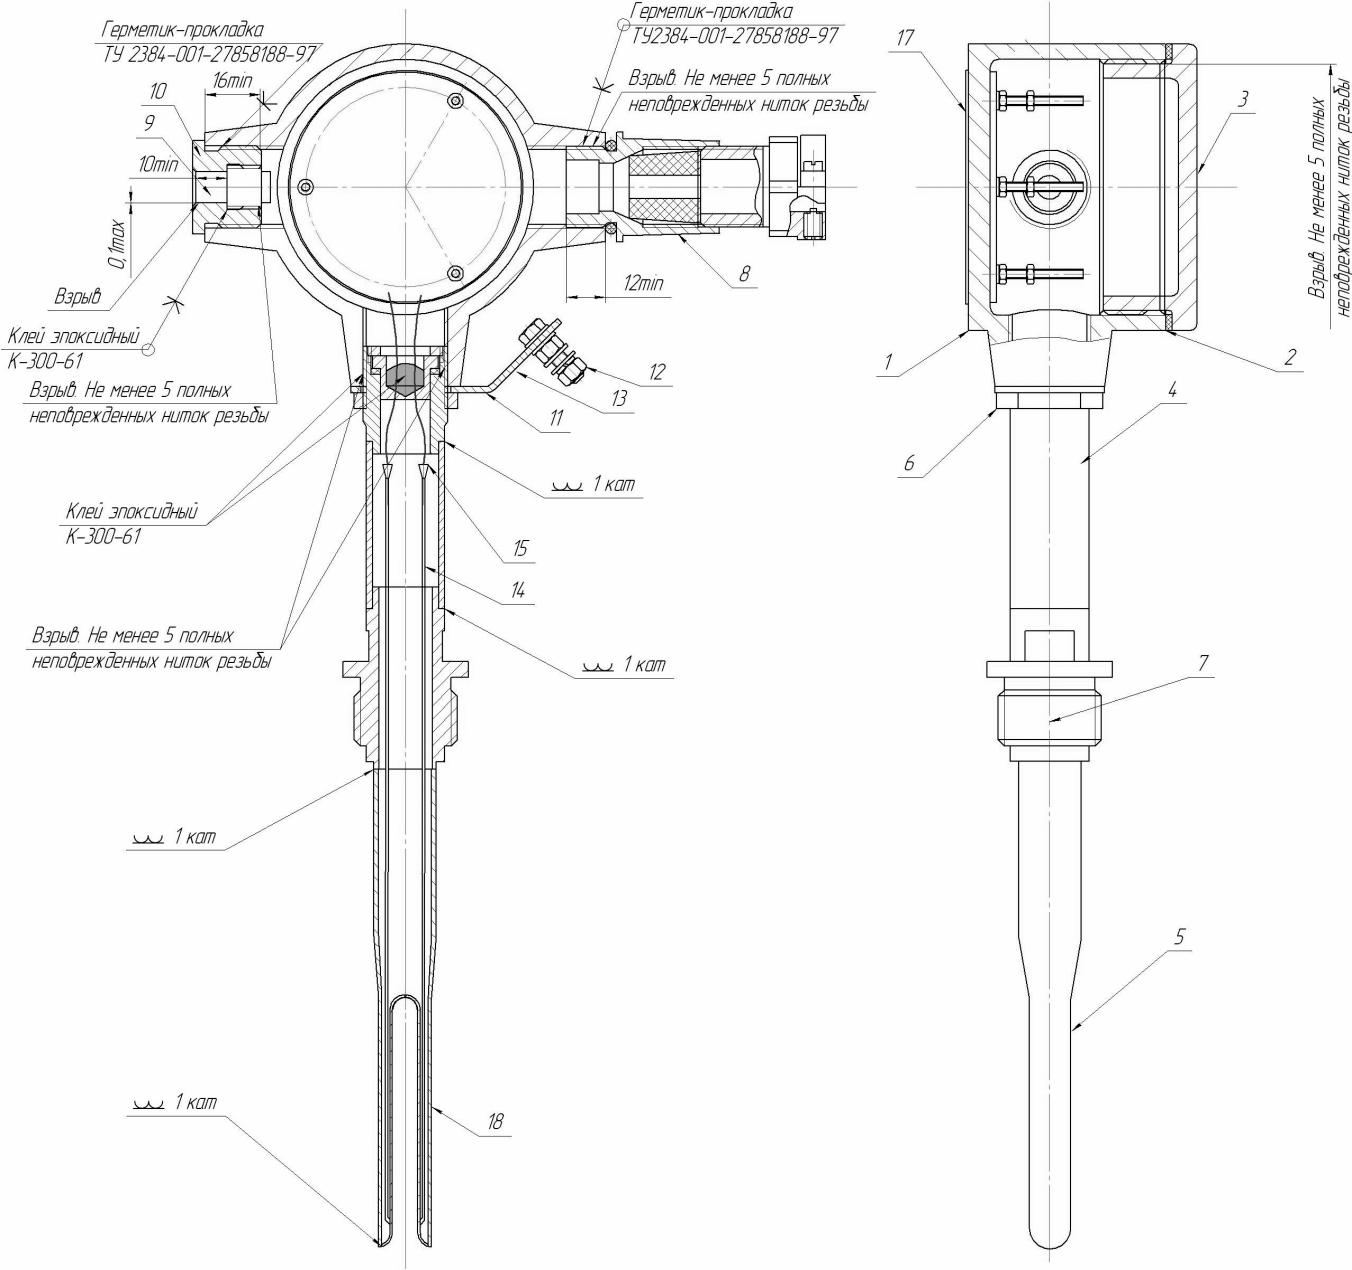 Герметик-прокладка
ТУ 2384-001-27858188-97
16min
10
9
10min
0,1max
Взрыв
Клей эпоксидный
К-300-61
Взрыв. Не менее 5 полных
неповрежденных ниток резьбы
Герметик-прокладка
ТУ2384-001-27858188-97
Взрыв. Не менее 5 полных
неповрежденных ниток резьбы
8
12min
12
13
11
1 кат
Клей эпоксидный
К-300-61
15
14
Взрыв. Не менее 5 полных
неповрежденных ниток резьбы
1 кат
1 кат
1 кат
18
17
3
Взрыв. Не менее 5 полных
неповрежденных ниток резьбы
1
2
4
6
7
5